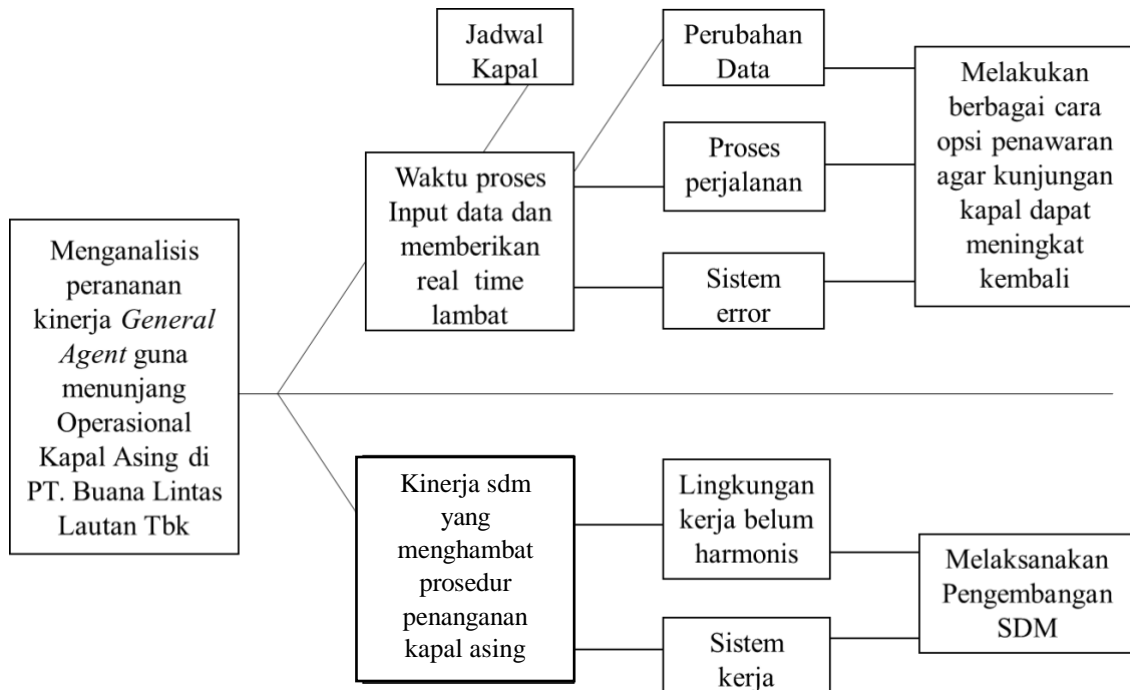 Menganalisis
perananan
kinerja General
Agent guna
menunjang
Operasional
Kapal Asing di
PT. Buana Lintas
Lautan Tbk
Jadwal
Kapal
Waktu proses
Input data dan
memberikan
real time
lambat
Perubahan
Data
Proses
perjalanan
Sistem
error
Melakukan
berbagai cara
opsi penawaran
agar kunjungan
kapal dapat
meningkat
kembali
Kinerja sdm
yang
menghambat
prosedur
penanganan
kapal asing
Lingkungan
kerja belum
harmonis
Sistem
kerja
Melaksanakan
Pengembangan
SDM